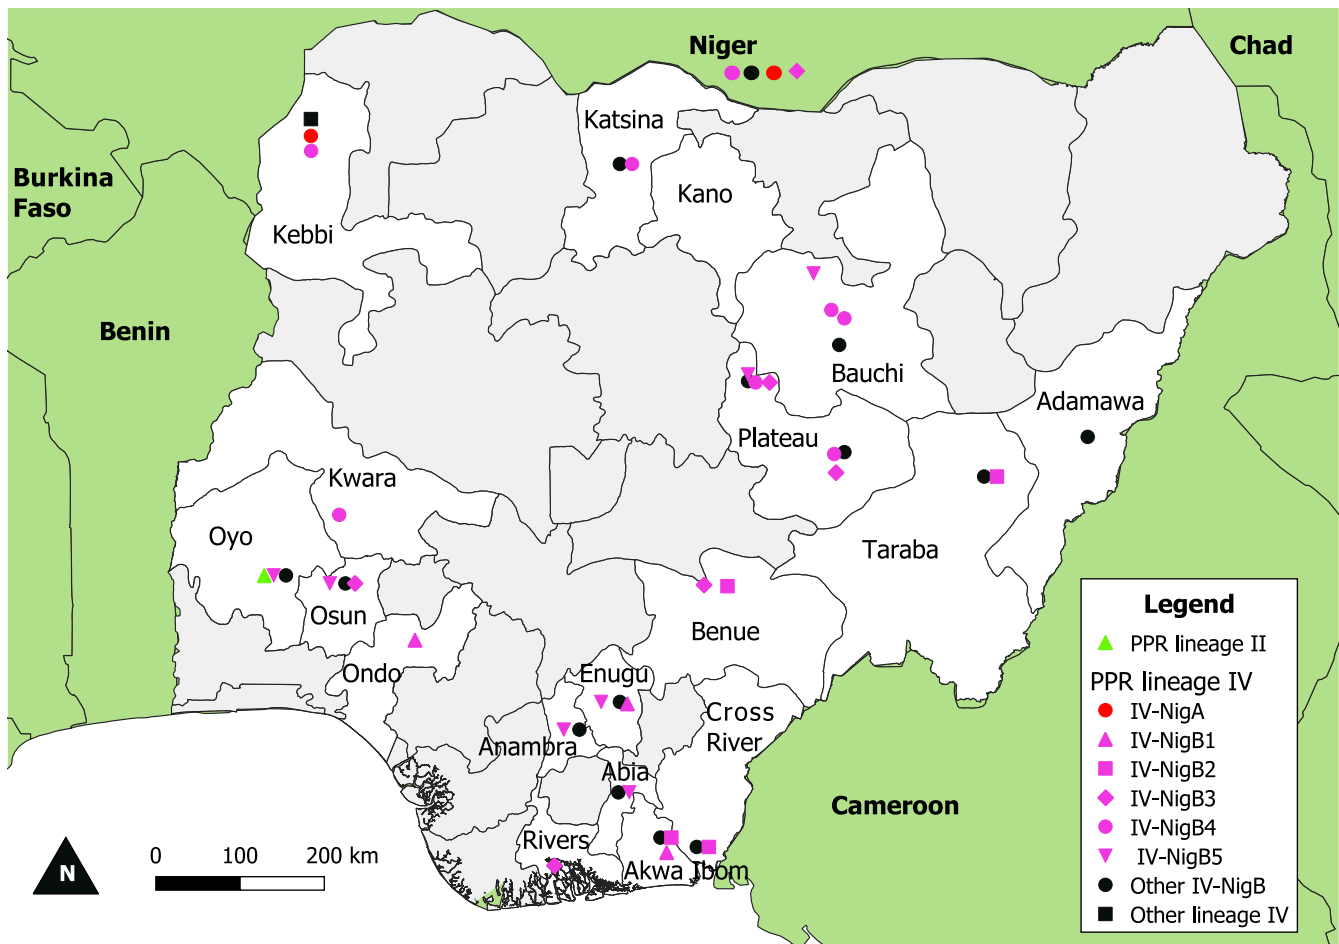 Niger
Chad
Katsina
Burkina
Faso
Kano
Kebbi
Benin
Bauchi
Adamawa
Plateau
Kwara
Oyo
Taraba
Osun
Benue
Ondo
Enugu
Cross
River
Anambra
Abia
Cameroon
Rivers
Akwa Ibom
N
0 100 200 km
Legend
PPR lineage II
PPR lineage IV
IV-NigA
IV-NigB1
IV-NigB2
IV-NigB3
IV-NigB4
IV-NigB5
Other IV-NigB
Other lineage IV